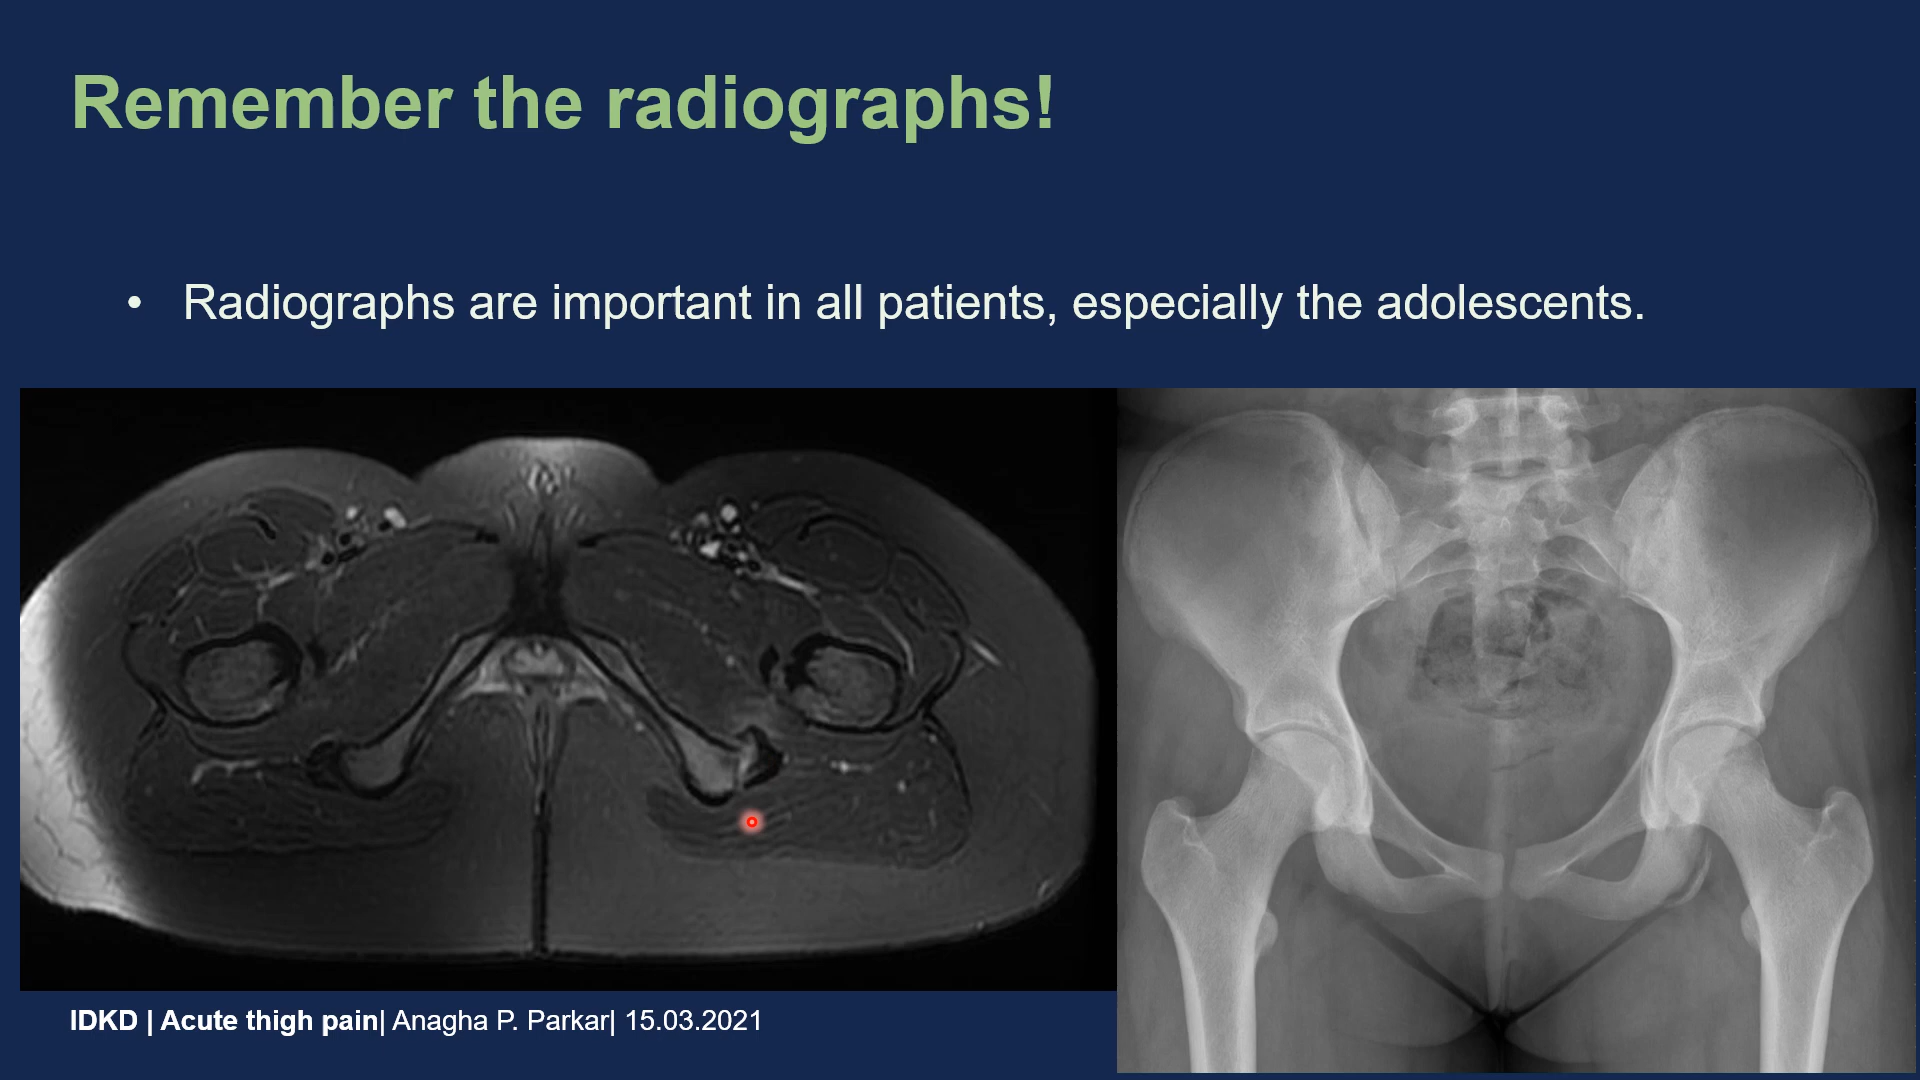 Remember the radiographs!
• Radiographs are important in all patients, especially the adolescents.
IDKD | Acute thigh pain| Anagha P. Parkar| 15.03.2021